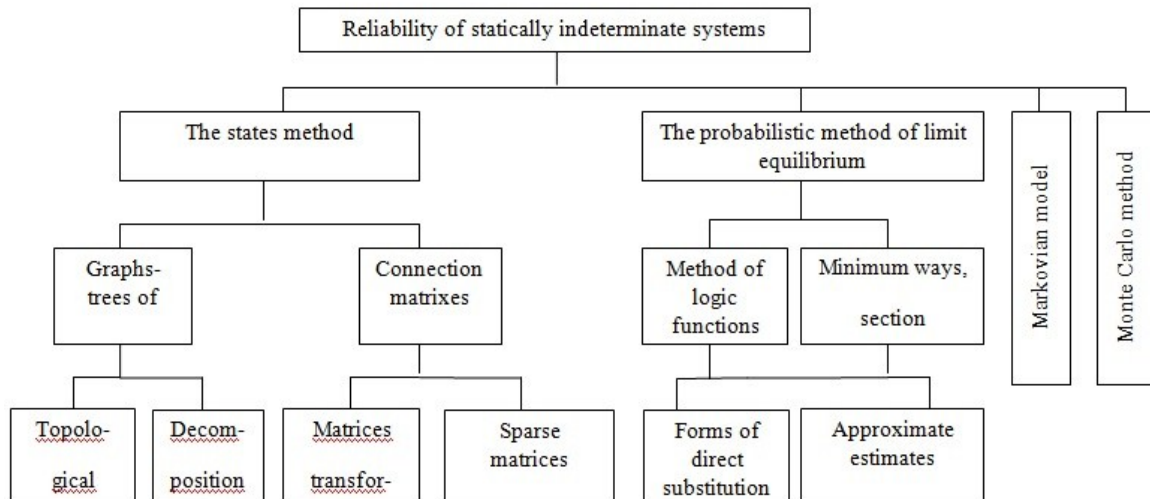 Reliability of statically indeterminate systems
The states method
The probabilistic method of limit
equilibrium
Markovian model
Monte Carlo method
Graphs-
trees of
Connection
matrixes
Method of
logic
functions
Minimum ways,
section
Topolo-
gical
Decom-
position
Matrices
transfor-
Sparse
matrices
Forms of
direct
substitution
Approximate
estimates